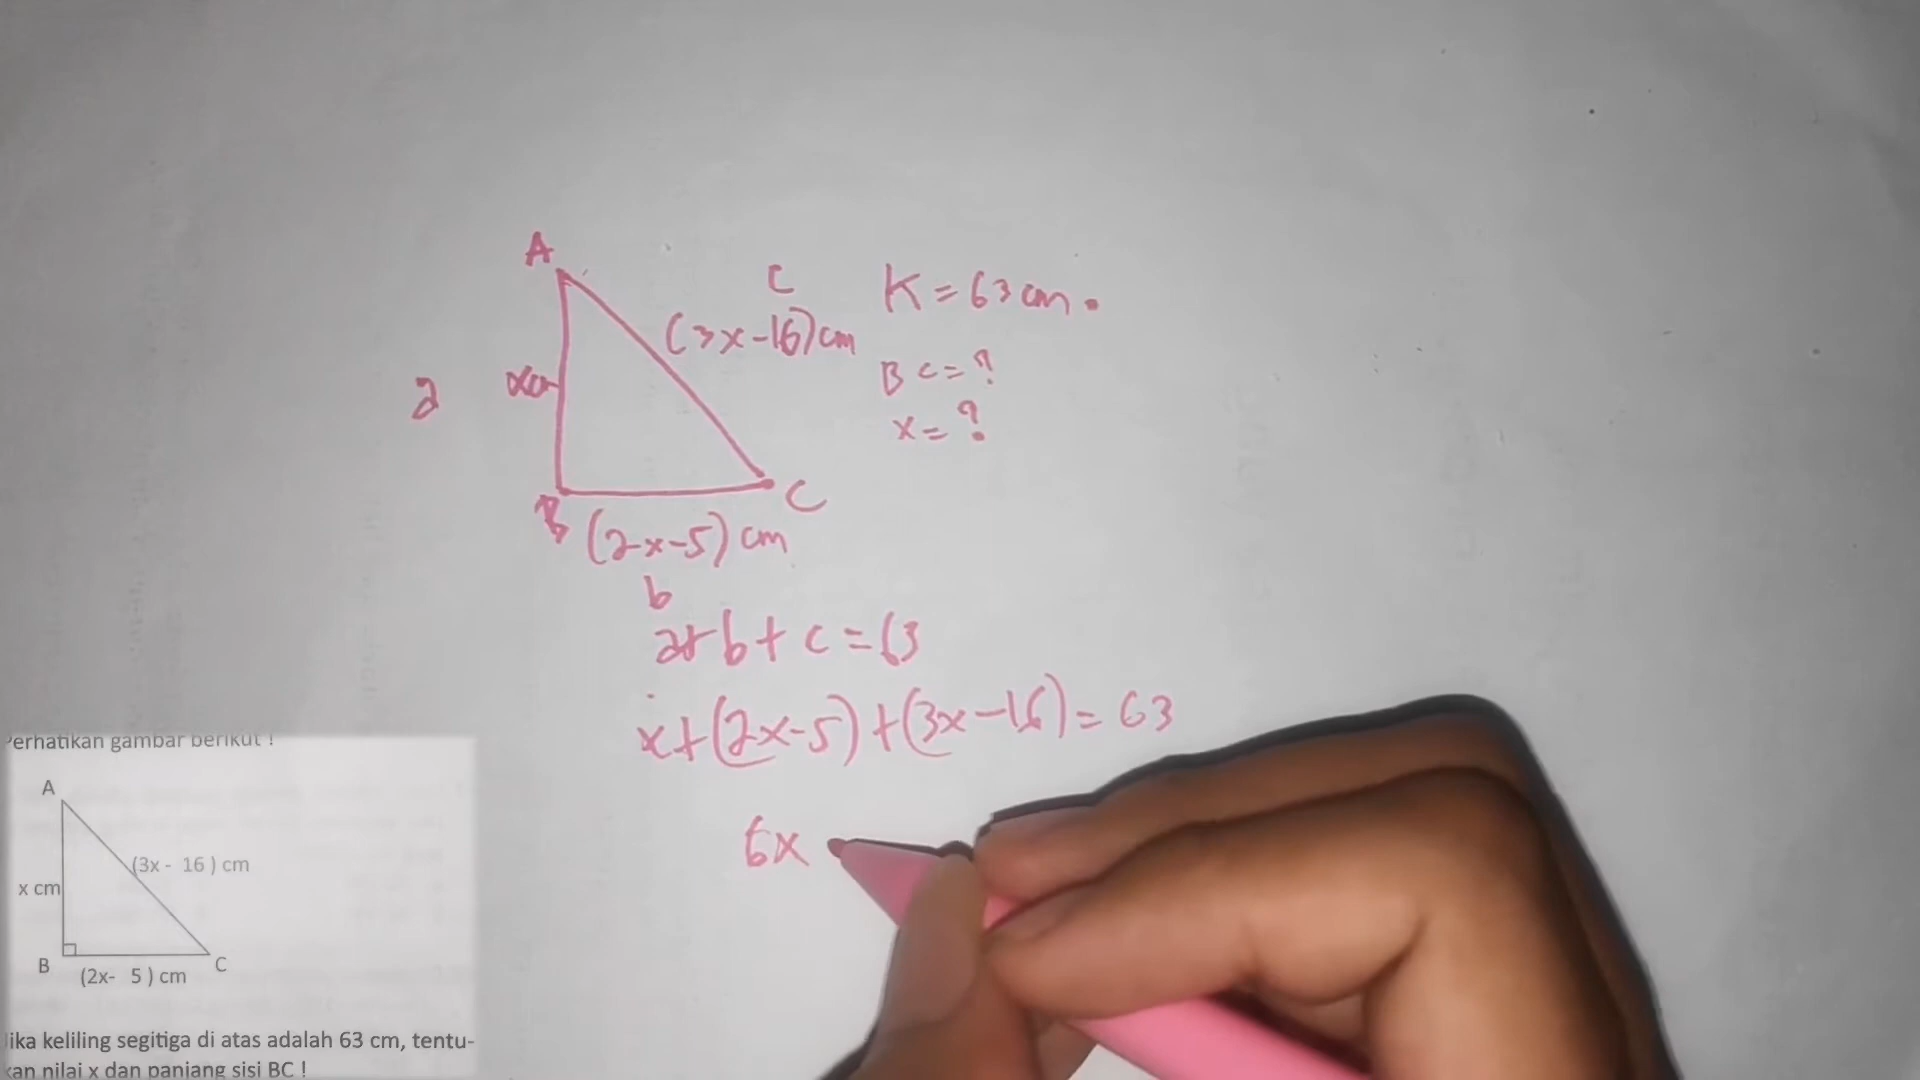 A
C
(3x-16) cm
K = 63 cm.
x cm
BC = ?
x = ?
a
B
C
(2x-5) cm
b
a+b+c = 63
x+(2x-5)+(3x-16) = 63
6x
Perhatikan gambar berikut !
A
(3x - 16 ) cm
x cm
B
C
(2x- 5 ) cm
Jika keliling segitiga di atas adalah 63 cm, tentu-
kan nilai x dan panjang sisi BC !